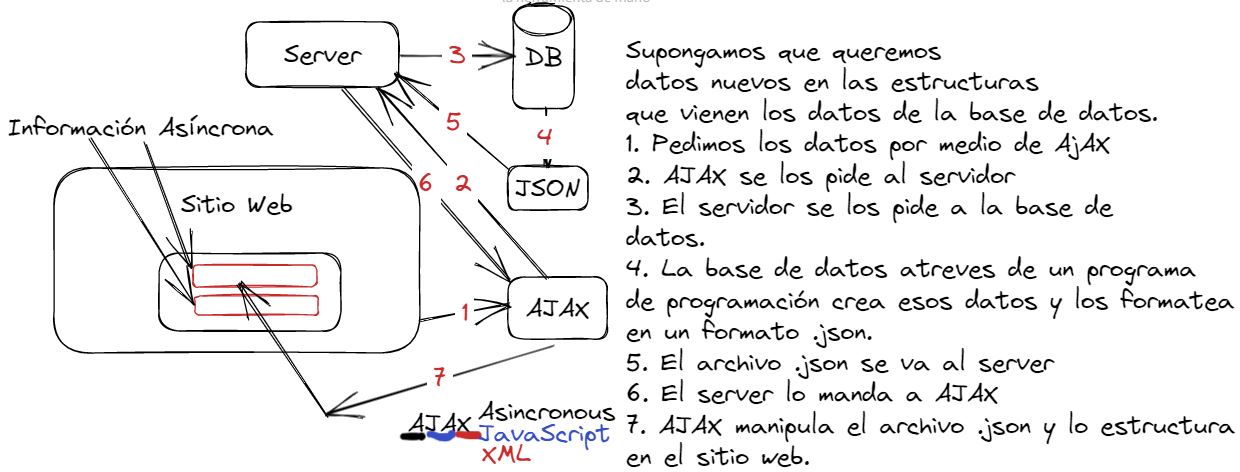 la herramienta de mano
Server
3
DB
Información Asíncrona
5
4
JSON
6
2
Sitio Web
1
AJAX
7
AJAX Asincronous
JavaScript
XML
Supongamos que queremos
datos nuevos en las estructuras
que vienen los datos de la base de datos.
1. Pedimos los datos por medio de AjAX
2. AJAX se los pide al servidor
3. El servidor se los pide a la base de
datos.
4. La base de datos atreves de un programa
de programación crea esos datos y los formatea
en un formato .json.
5. El archivo .json se va al server
6. El server lo manda a AJAX
7. AJAX manipula el archivo .json y lo estructura
en el sitio web.